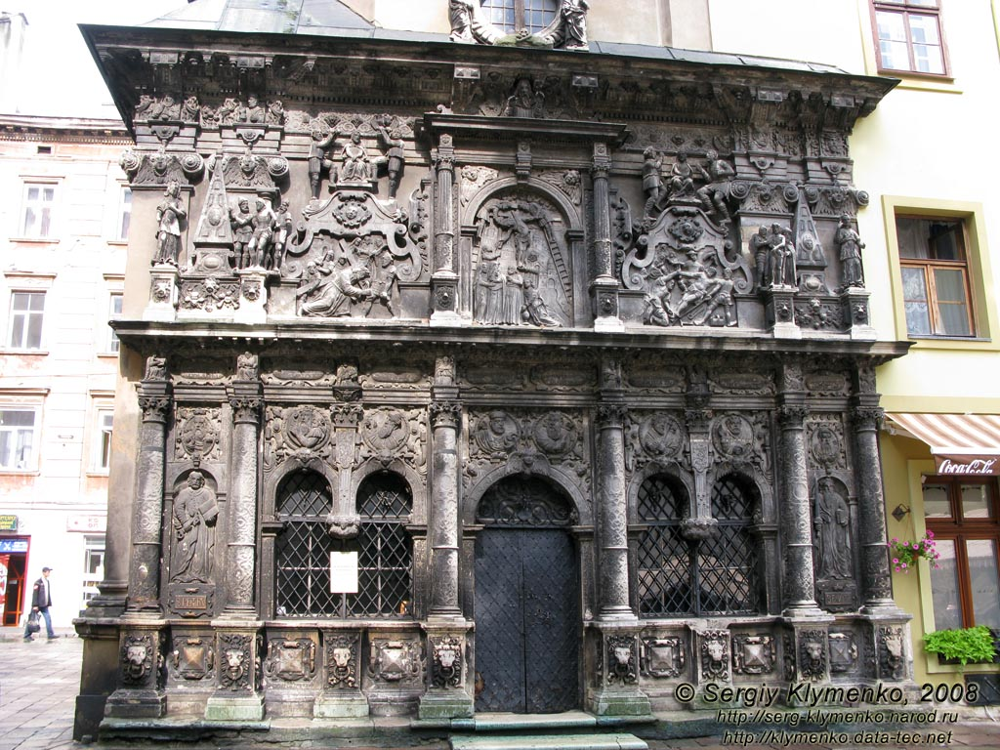 Coca-Cola
© Sergiy Klymenko, 2008
http://serg-klymenko.narod.ru
http://klymenko.data-tec.net